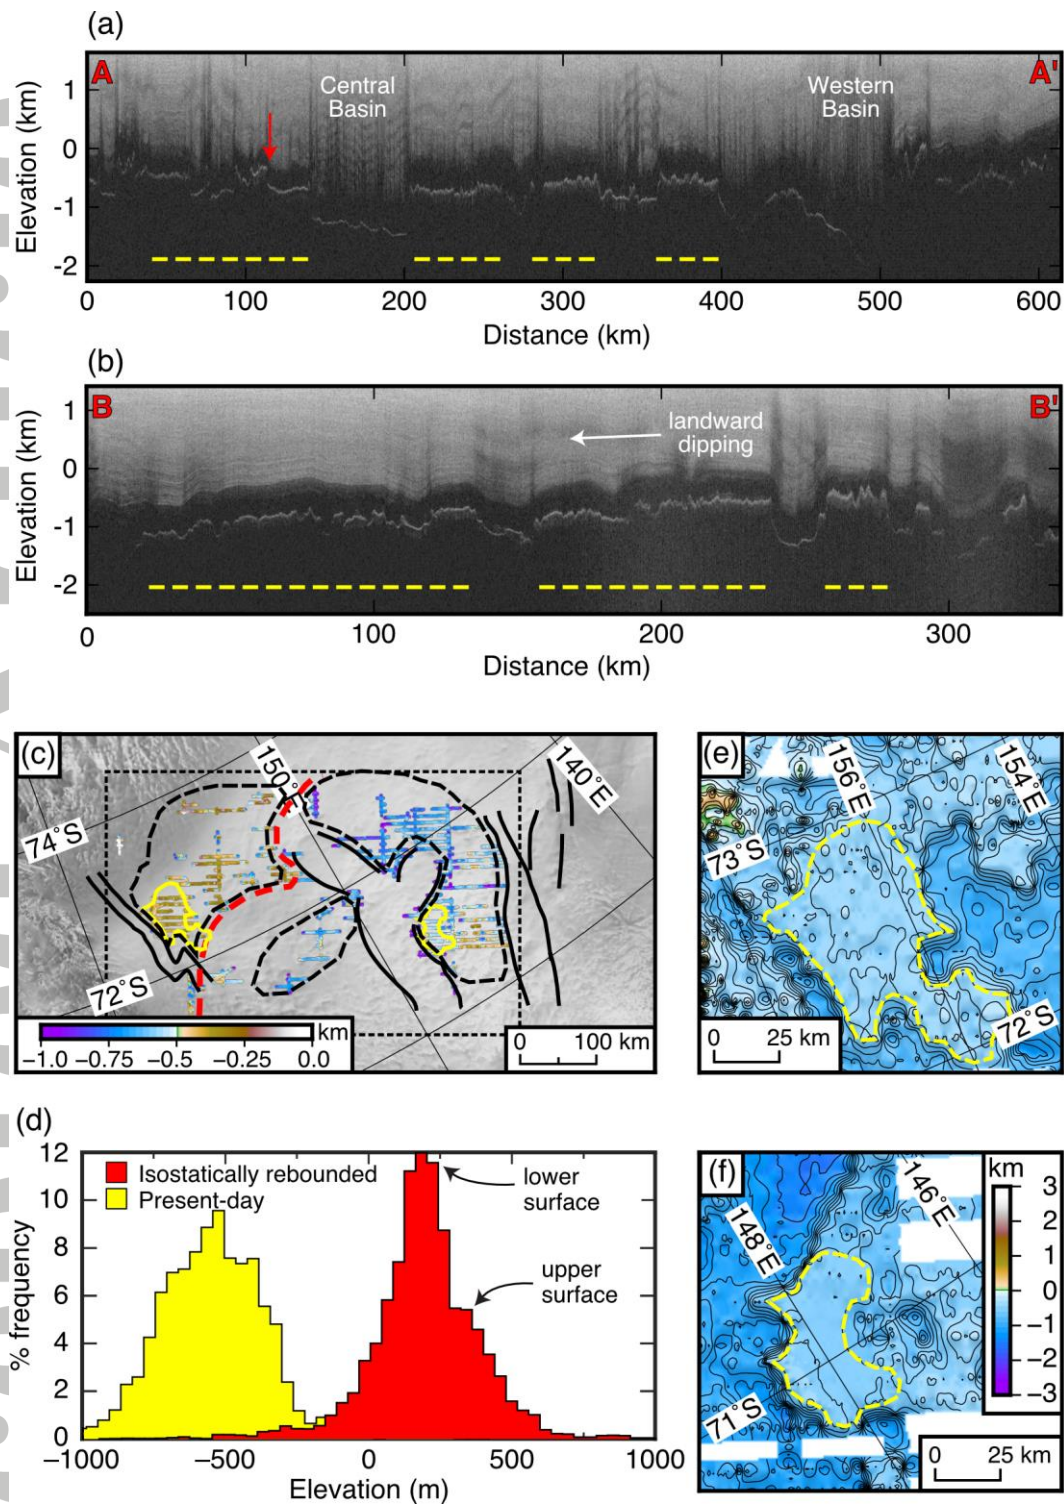 (a)
A
A'
Central
Basin
Western
Basin
Elevation (km)
1
0
-1
-2
0 100 200 300 400 500 600
Distance (km)
(b)
B
B'
landward
dipping
Elevation (km)
1
0
-1
-2
0 100 200 300
Distance (km)
(c)
150°E
140°E
74°S
72°S
km
−1.0 −0.75 −0.5 −0.25 0.0
0 100 km
(e)
156°E
154°E
73°S
72°S
0 25 km
(d)
Isostatically rebounded
Present-day
lower
surface
upper
surface
% frequency
12
10
8
6
4
2
0
−1000 −500 0 500 1000
Elevation (m)
(f)
148°E
146°E
71°S
km
3
2
1
0
−1
−2
−3
0 25 km